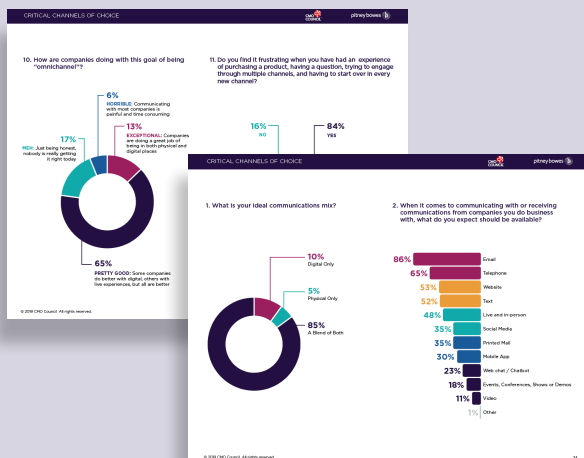 CRITICAL CHANNELS OF CHOICE
CMO
COUNCIL
pitney bowes
10. How are companies doing with this goal of being
"omnichannel"?
6%
HORRIBLE: Communicating
with most companies is
painful and time consuming
13%
EXCEPTIONAL: Companies
are doing a great job of
being in both physical and
digital places
17%
MEH: Just being honest,
nobody is really getting
it right today
65%
PRETTY GOOD: Some companies
do better with digital, others with
live experiences, but all are better
© 2019 CMO Council. All rights reserved.
11. Do you find it frustrating when you have had an experience
of purchasing a product, having a question, trying to engage
through multiple channels, and having to start over in every
new channel?
16%
NO
84%
YES
CRITICAL CHANNELS OF CHOICE
CMO
COUNCIL
pitney bowes
1. What is your ideal communications mix?
10%
Digital Only
5%
Physical Only
85%
A Blend of Both
2. When it comes to communicating with or receiving
communications from companies you do business
with, what do you expect should be available?
86% Email
65% Telephone
53% Website
52% Text
48% Live and in-person
35% Social Media
35% Printed Mail
30% Mobile App
23% Web chat / Chatbot
18% Events, Conferences, Shows or Demos
11% Video
1% Other
© 2019 CMO Council. All rights reserved.